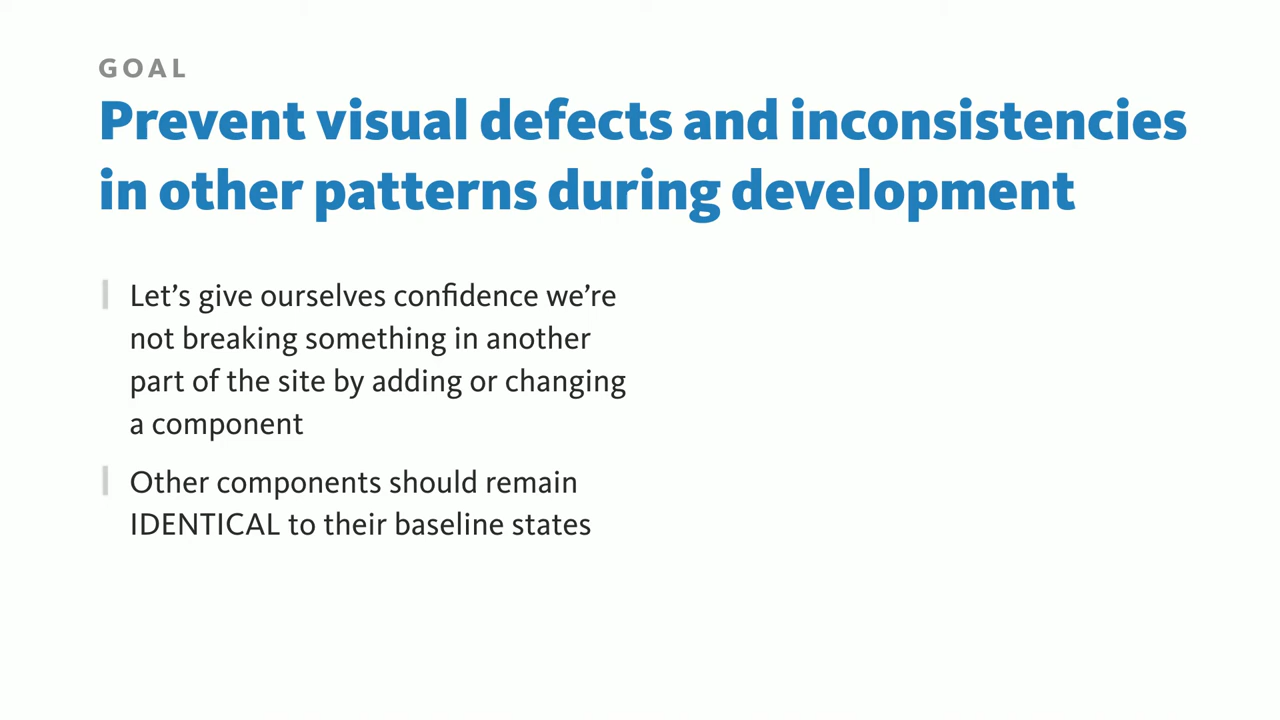 GOAL
Prevent visual defects and inconsistencies
in other patterns during development
Let’s give ourselves confidence we’re
not breaking something in another
part of the site by adding or changing
a component
Other components should remain
IDENTICAL to their baseline states